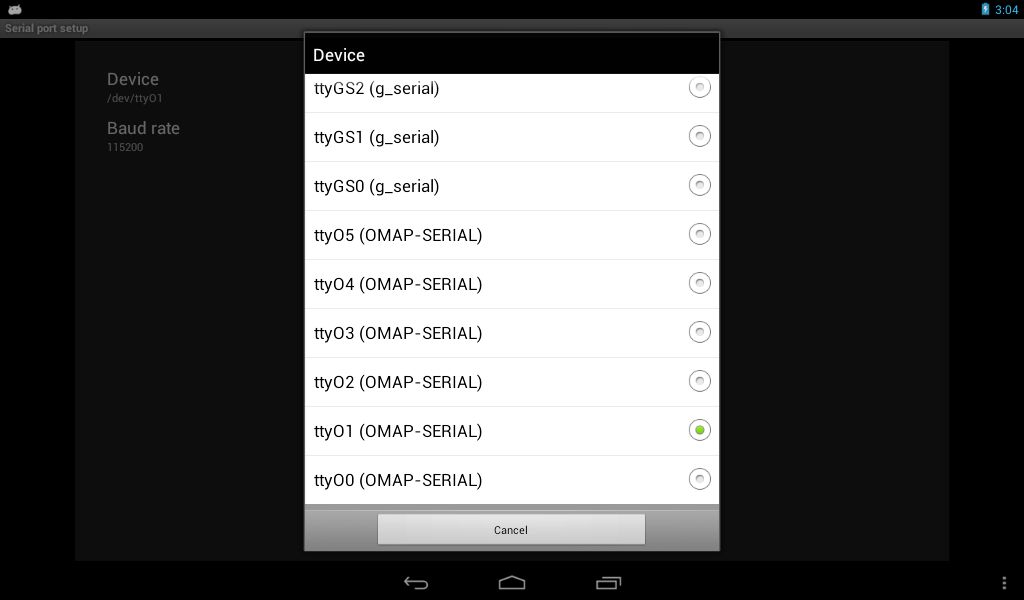 3:04
Serial port setup
Device
/dev/ttyO1
Baud rate
115200
Device
ttyGS2 (g_serial)
ttyGS1 (g_serial)
ttyGS0 (g_serial)
ttyO5 (OMAP-SERIAL)
ttyO4 (OMAP-SERIAL)
ttyO3 (OMAP-SERIAL)
ttyO2 (OMAP-SERIAL)
ttyO1 (OMAP-SERIAL)
ttyO0 (OMAP-SERIAL)
Cancel